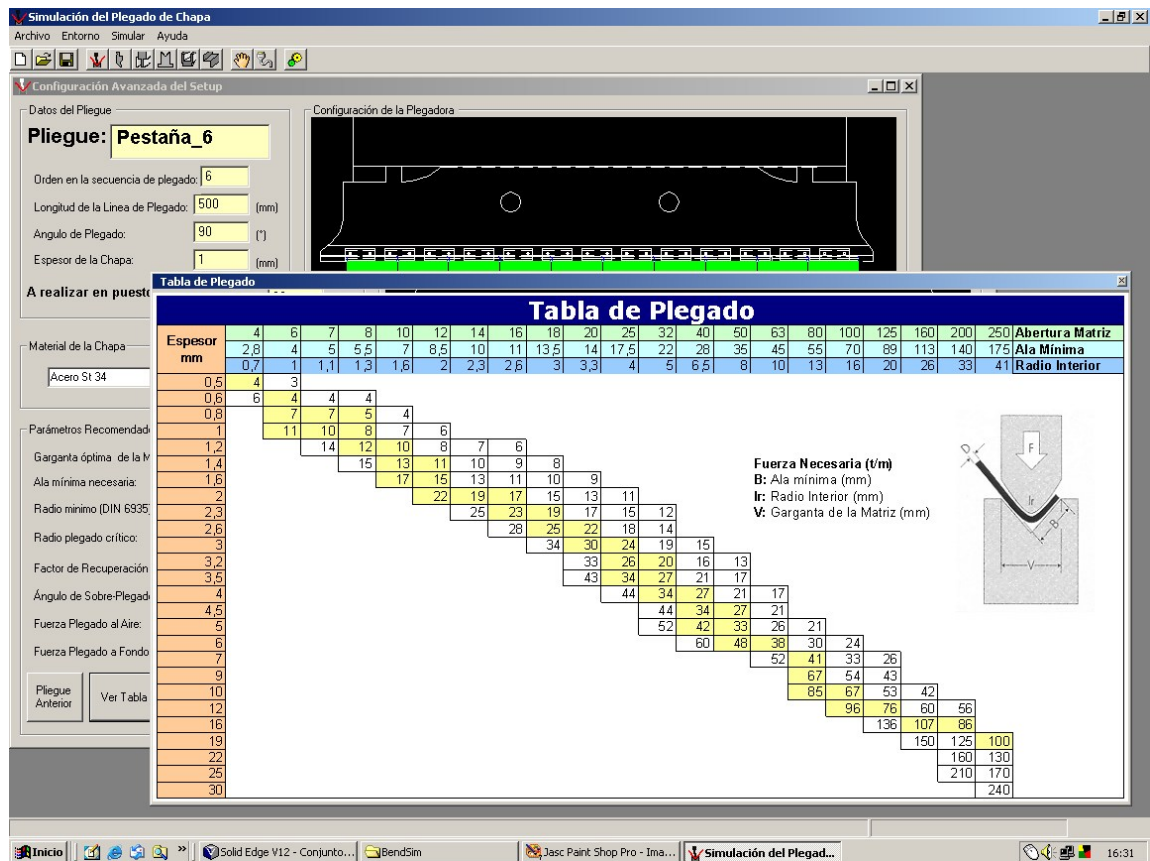 Simulación del Plegado de Chapa
Archivo Entorno Simular Ayuda
Configuración Avanzada del Setup
Datos del Pliegue
Pliegue: Pestaña_6
Orden en la secuencia de plegado: 6
Longitud de la Linea de Plegado: 500 (mm)
Angulo de Plegado: 90 (°)
Espesor de la Chapa: 1 (mm)
A realizar en puesto
Configuración de la Plegadora
Material de la Chapa
Acero St 34
Parámetros Recomendad
Garganta óptima de la M
Ala mínima necesaria:
Radio minimo (DIN 6935
Radio plegado crítico:
Factor de Recuperación
Ángulo de Sobre-Plegad
Fuerza Plegado al Aire:
Fuerza Plegado a Fondo
Pliegue Anterior
Ver Tabla
Tabla de Plegado
Tabla de Plegado
Espesor mm
4 6 7 8 10 12 14 16 18 20 25 32 40 50 63 80 100 125 160 200 250 Abertura Matriz
2,8 4 5 5,5 7 8,5 10 11 13,5 14 17,5 22 28 35 45 55 70 89 113 140 175 Ala Mínima
0,7 1 1,1 1,3 1,6 2 2,3 2,6 3 3,3 4 5 6,5 8 10 13 16 20 26 33 41 Radio Interior
0,5 4 3
0,6 6 4 4 4
0,8 7 7 5 4
1 11 10 8 7 6
1,2 14 12 10 8 7 6
1,4 15 13 11 10 9 8
1,6 17 15 13 11 10 9
2 22 19 17 15 13 11
2,3 25 23 19 17 15 12
2,6 28 25 22 18 14
3 34 30 24 19 15
3,2 33 26 20 16 13
3,5 43 34 27 21 17
4 44 34 27 21 17
4,5 44 34 27 21
5 52 42 33 26 21
6 60 48 38 30 24
7 52 41 33 26
9 67 54 43
10 85 67 53 42
12 96 76 60 56
16 136 107 86
19 150 125 100
22 160 130
25 210 170
30 240
Fuerza Necesaria (t/m)
B: Ala mínima (mm)
Ir: Radio Interior (mm)
V: Garganta de la Matriz (mm)
D
F
Ir
B
V
Inicio
Solid Edge V12 - Conjunto...
BendSim
Jasc Paint Shop Pro - Ima...
Simulación del Plegad...
16:31